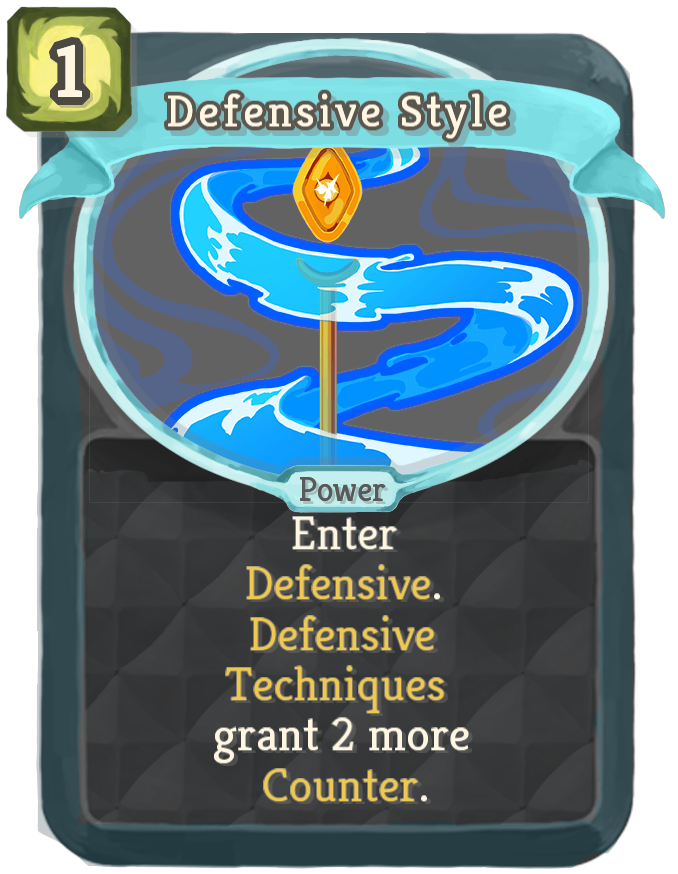 1
Defensive Style
Power
Enter
Defensive.
Defensive
Techniques
grant 2 more
Counter.